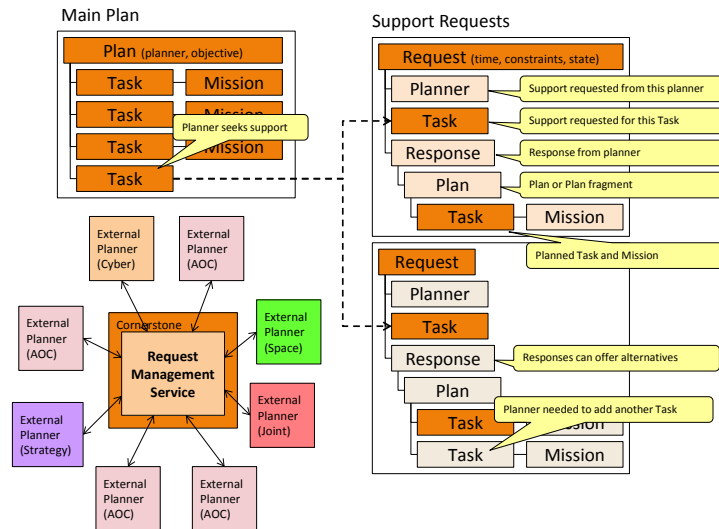 Main Plan
Plan (planner, objective)
Task
Mission
Task
Mission
Task
Mission
Planner seeks support
Task
Support Requests
Request (time, constraints, state)
Planner
Support requested from this planner
Task
Support requested for this Task
Response
Response from planner
Plan
Plan or Plan fragment
Task
Mission
Planned Task and Mission
Request
Planner
Task
Response
Responses can offer alternatives
Plan
Planner needed to add another Task
Task
Mission
Task
Mission
External
Planner
(Cyber)
External
Planner
(AOC)
External
Planner
(AOC)
Cornerstone
Request
Management
Service
External
Planner
(Space)
External
Planner
(Strategy)
External
Planner
(Joint)
External
Planner
(AOC)
External
Planner
(AOC)